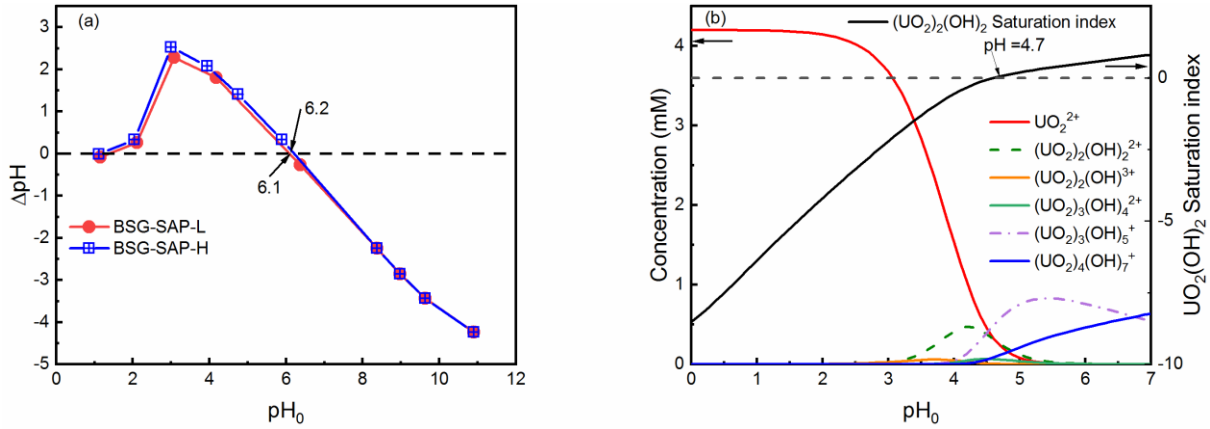 (a)
3
2
1
0
-1
-2
-3
-4
-5
ΔpH
6.2
6.1
BSG-SAP-L
BSG-SAP-H
0 2 4 6 8 10 12
pH₀
(b)
(UO₂)₂(OH)₂ Saturation index
pH =4.7
4
3
2
1
0
Concentration (mM)
UO₂²⁺
(UO₂)₂(OH)₂²⁺
(UO₂)₂(OH)³⁺
(UO₂)₃(OH)₄²⁺
(UO₂)₃(OH)₅⁺
(UO₂)₄(OH)₇⁺
0
-5
-10
UO₂(OH)₂ Saturation index
0 1 2 3 4 5 6 7
pH₀